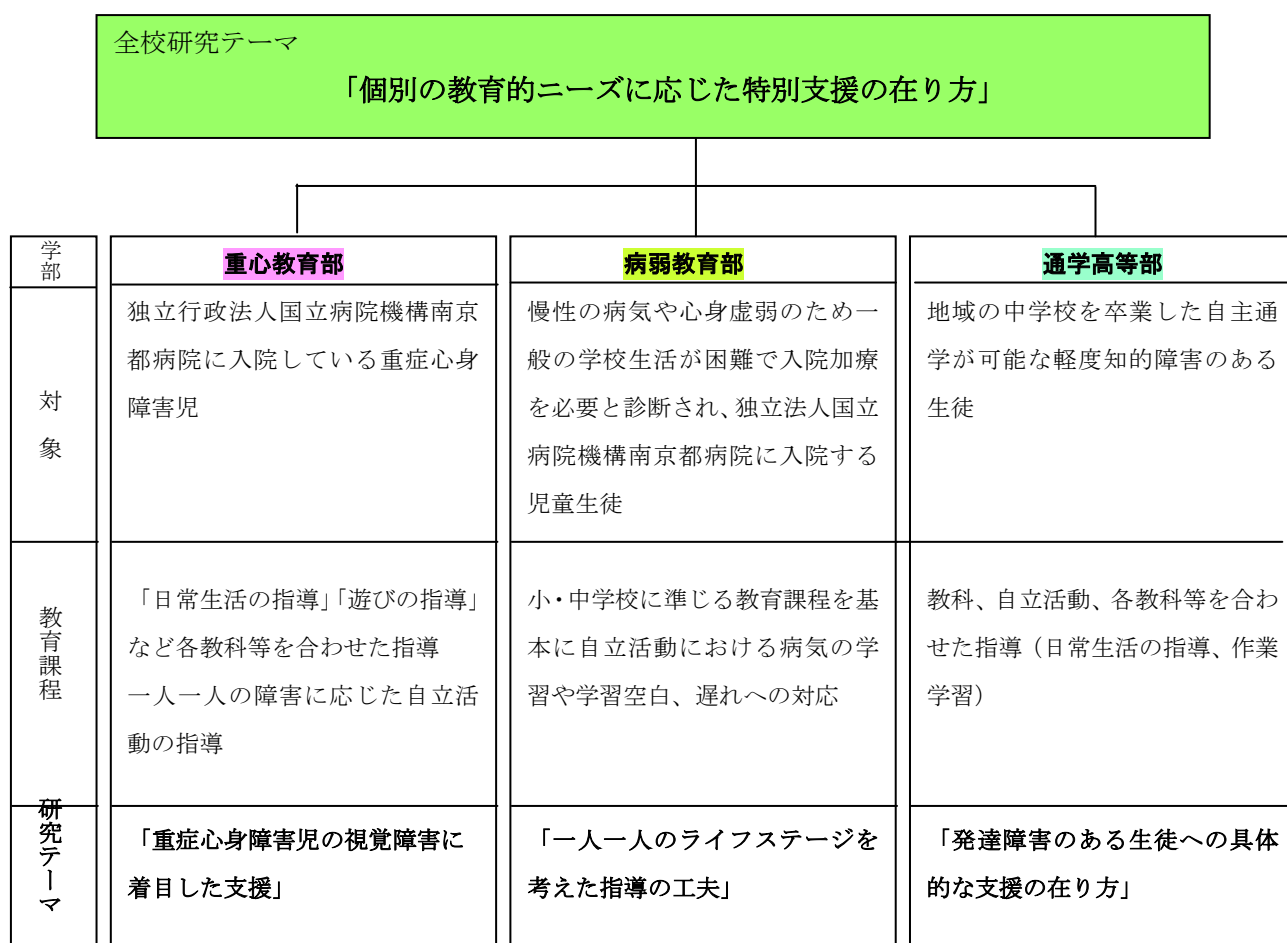 全校研究テーマ
「個別の教育的ニーズに応じた特別支援の在り方」
学部
重心教育部
病弱教育部
通学高等部
対象
独立行政法人国立病院機構南京
都病院に入院している重症心身
障害児
慢性の病気や心身虚弱のため一
般の学校生活が困難で入院加療
を必要と診断され、独立法人国立
病院機構南京都病院に入院する
児童生徒
地域の中学校を卒業した自主通
学が可能な軽度知的障害のある
生徒
教育課程
「日常生活の指導」「遊びの指導」
など各教科等を合わせた指導
一人一人の障害に応じた自立活
動の指導
小・中学校に準じる教育課程を基
本に自立活動における病気の学
習や学習空白、遅れへの対応
教科、自立活動、各教科等を合わ
せた指導（日常生活の指導、作業
学習）
研究テーマ
「重症心身障害児の視覚障害に
着目した支援」
「一人一人のライフステージを
考えた指導の工夫」
「発達障害のある生徒への具体
的な支援の在り方」